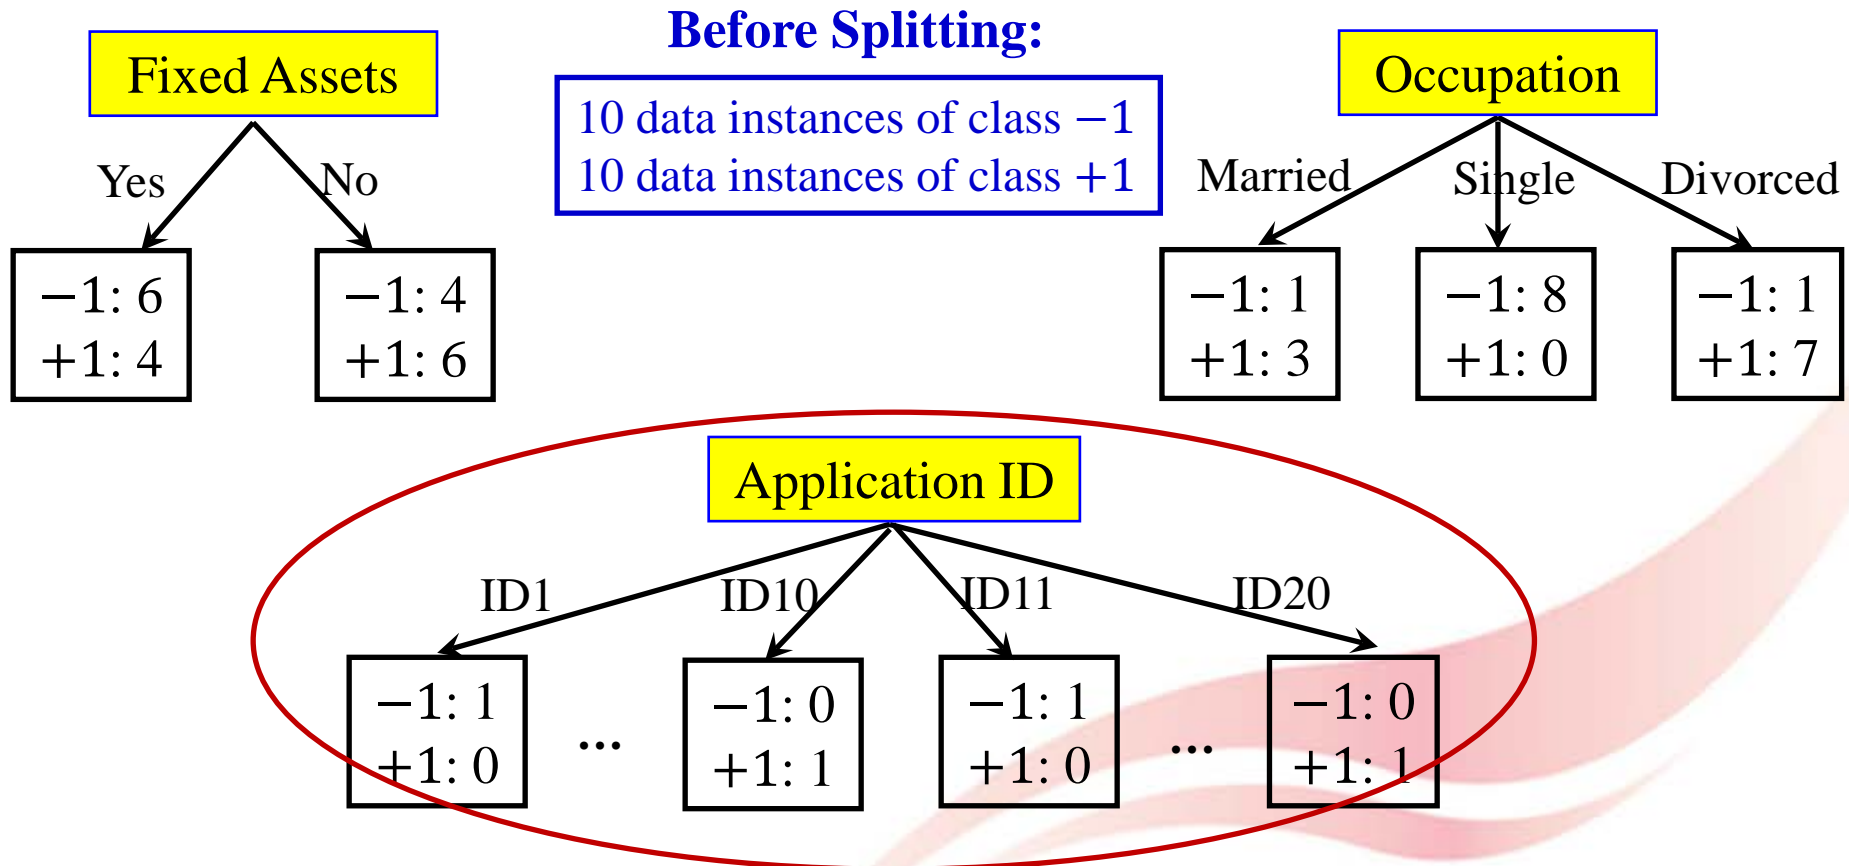 Before Splitting:
10 data instances of class −1
10 data instances of class +1
Fixed Assets
Yes
No
−1: 6
+1: 4
−1: 4
+1: 6
Occupation
Married
Single
Divorced
−1: 1
+1: 3
−1: 8
+1: 0
−1: 1
+1: 7
Application ID
ID1
ID10
ID11
ID20
−1: 1
+1: 0
...
−1: 0
+1: 1
−1: 1
+1: 0
...
−1: 0
+1: 1